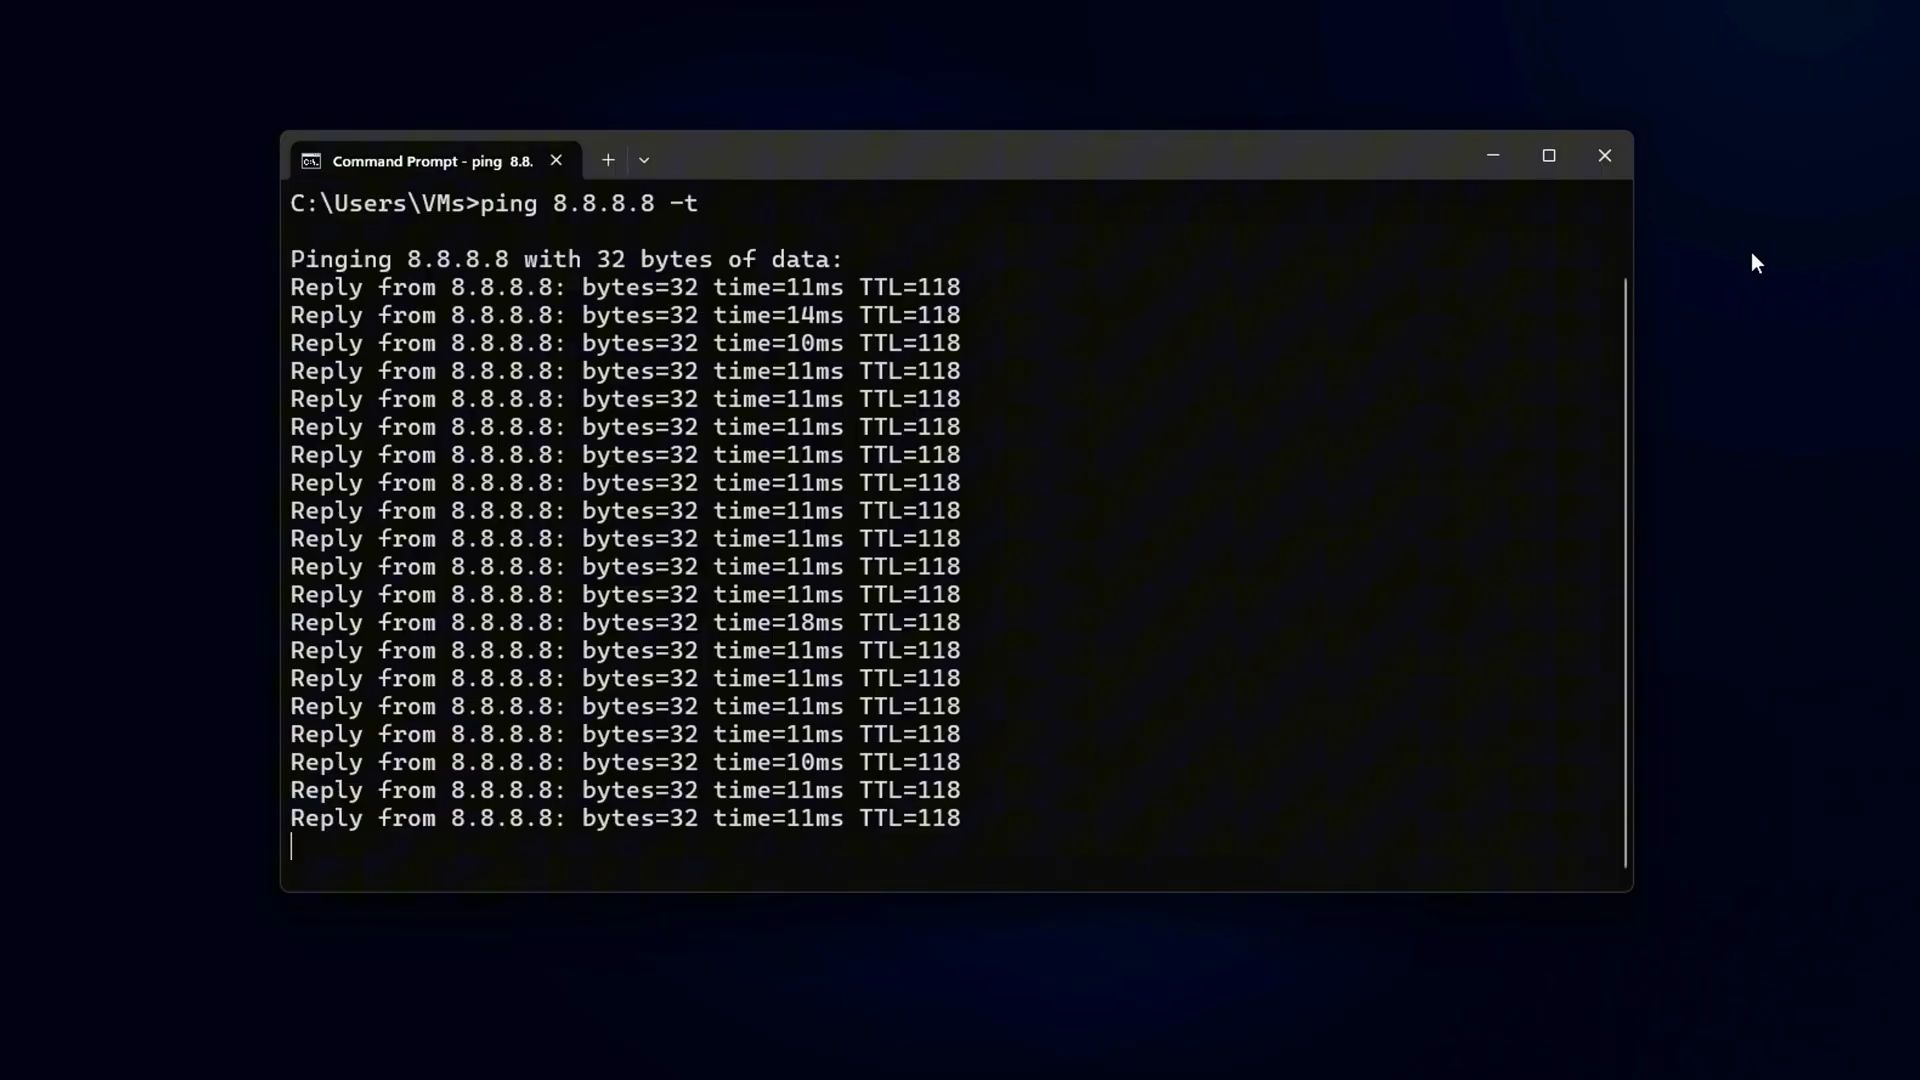 Command Prompt - ping 8.8.
C:\Users\VMs>ping 8.8.8.8 -t
Pinging 8.8.8.8 with 32 bytes of data:
Reply from 8.8.8.8: bytes=32 time=11ms TTL=118
Reply from 8.8.8.8: bytes=32 time=14ms TTL=118
Reply from 8.8.8.8: bytes=32 time=10ms TTL=118
Reply from 8.8.8.8: bytes=32 time=11ms TTL=118
Reply from 8.8.8.8: bytes=32 time=11ms TTL=118
Reply from 8.8.8.8: bytes=32 time=11ms TTL=118
Reply from 8.8.8.8: bytes=32 time=11ms TTL=118
Reply from 8.8.8.8: bytes=32 time=11ms TTL=118
Reply from 8.8.8.8: bytes=32 time=11ms TTL=118
Reply from 8.8.8.8: bytes=32 time=11ms TTL=118
Reply from 8.8.8.8: bytes=32 time=11ms TTL=118
Reply from 8.8.8.8: bytes=32 time=11ms TTL=118
Reply from 8.8.8.8: bytes=32 time=18ms TTL=118
Reply from 8.8.8.8: bytes=32 time=11ms TTL=118
Reply from 8.8.8.8: bytes=32 time=11ms TTL=118
Reply from 8.8.8.8: bytes=32 time=11ms TTL=118
Reply from 8.8.8.8: bytes=32 time=11ms TTL=118
Reply from 8.8.8.8: bytes=32 time=10ms TTL=118
Reply from 8.8.8.8: bytes=32 time=11ms TTL=118
Reply from 8.8.8.8: bytes=32 time=11ms TTL=118